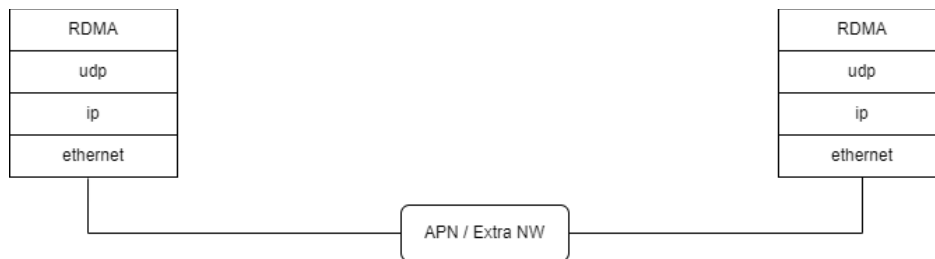 RDMA
udp
ip
ethernet
RDMA
udp
ip
ethernet
APN / Extra NW